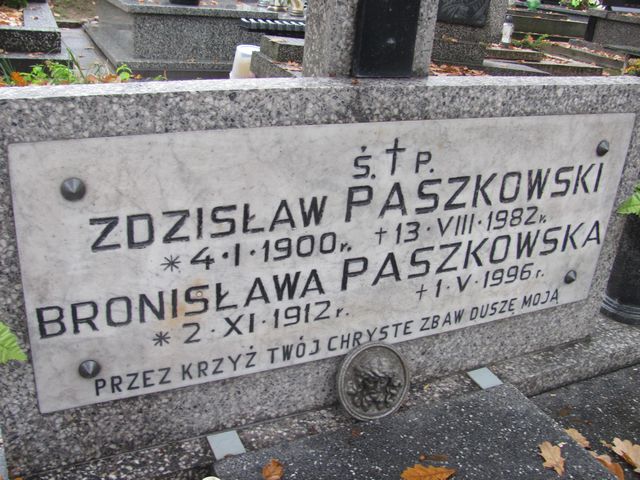 Ś. † P.
ZDZISŁAW PASZKOWSKI
* 4·I·1900r. † 13·VIII·1982r.
BRONISŁAWA PASZKOWSKA
* 2·XI·1912r. † 1·V·1996r.
PRZEZ KRZYŻ TWÓJ CHRYSTE ZBAW DUSZĘ MOJĄ